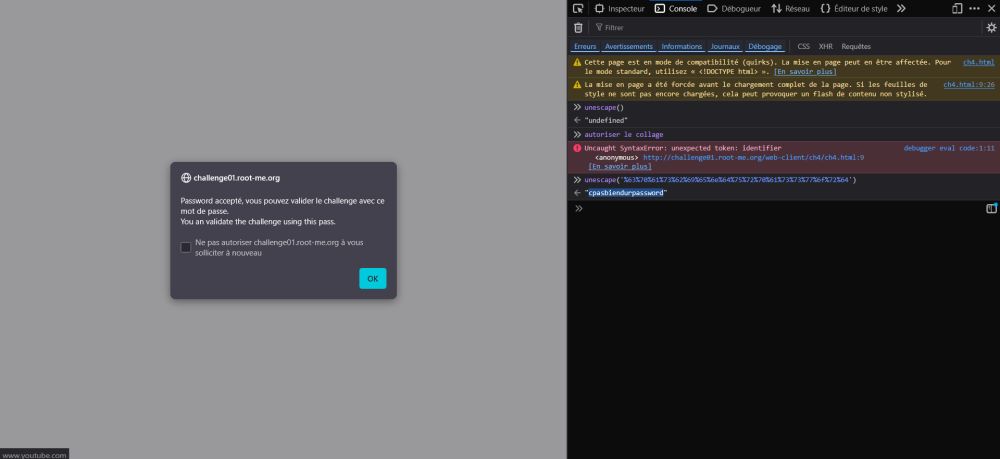 Inspecteur Console Débogueur Réseau Éditeur de style
Filtrer
Erreurs Avertissements Informations Journaux Débogage CSS XHR Requêtes
Cette page est en mode de compatibilité (quirks). La mise en page peut en être affectée. Pour ch4.html
le mode standard, utilisez « <!DOCTYPE html> ». [En savoir plus]
La mise en page a été forcée avant le chargement complet de la page. Si les feuilles de ch4.html:9:26
style ne sont pas encore chargées, cela peut provoquer un flash de contenu non stylisé.
unescape()
"undefined"
autoriser le collage
Uncaught SyntaxError: unexpected token: identifier debugger eval code:1:11
<anonymous> http://challenge01.root-me.org/web-client/ch4/ch4.html:9
[En savoir plus]
unescape('%63%70%61%73%62%69%65%6e%64%75%72%70%61%73%73%77%6f%72%64')
"cpasbiendurpassword"
challenge01.root-me.org
Password accepté, vous pouvez valider le challenge avec ce
mot de passe.
You an validate the challenge using this pass.
Ne pas autoriser challenge01.root-me.org à vous
solliciter à nouveau
OK
www.youtube.com